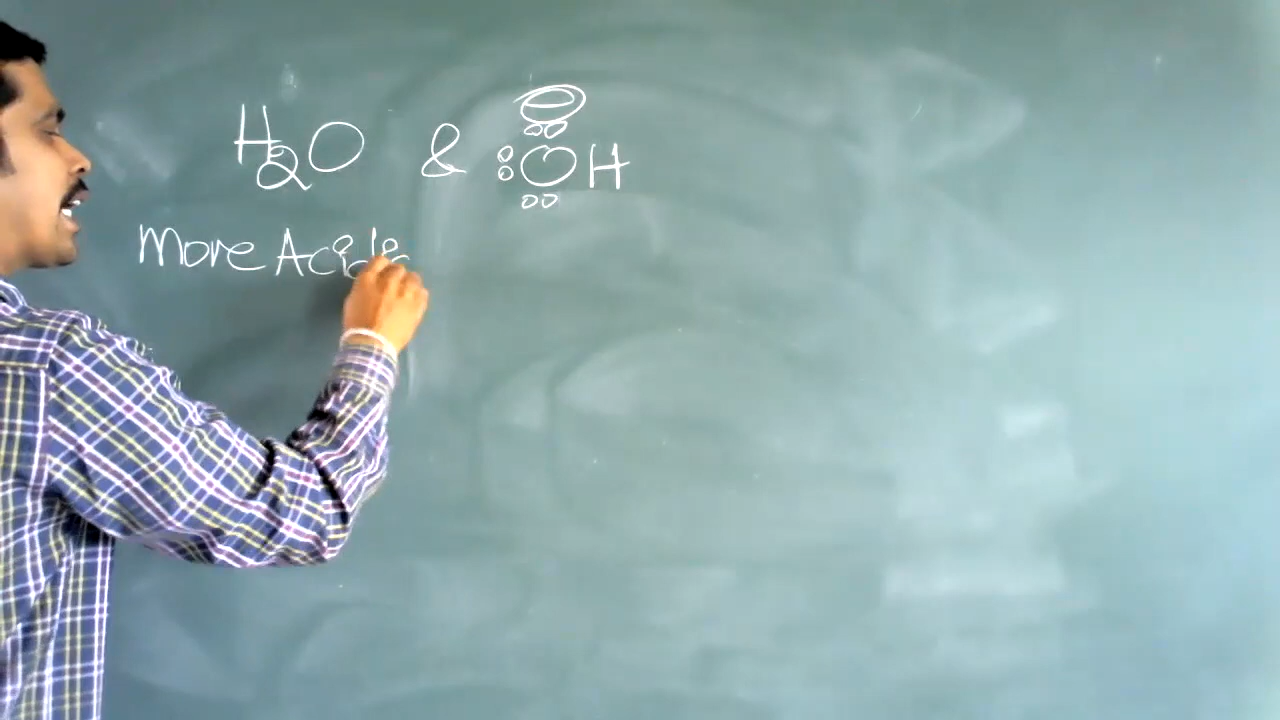 H2O & :ÖH ⊖
More Acidic